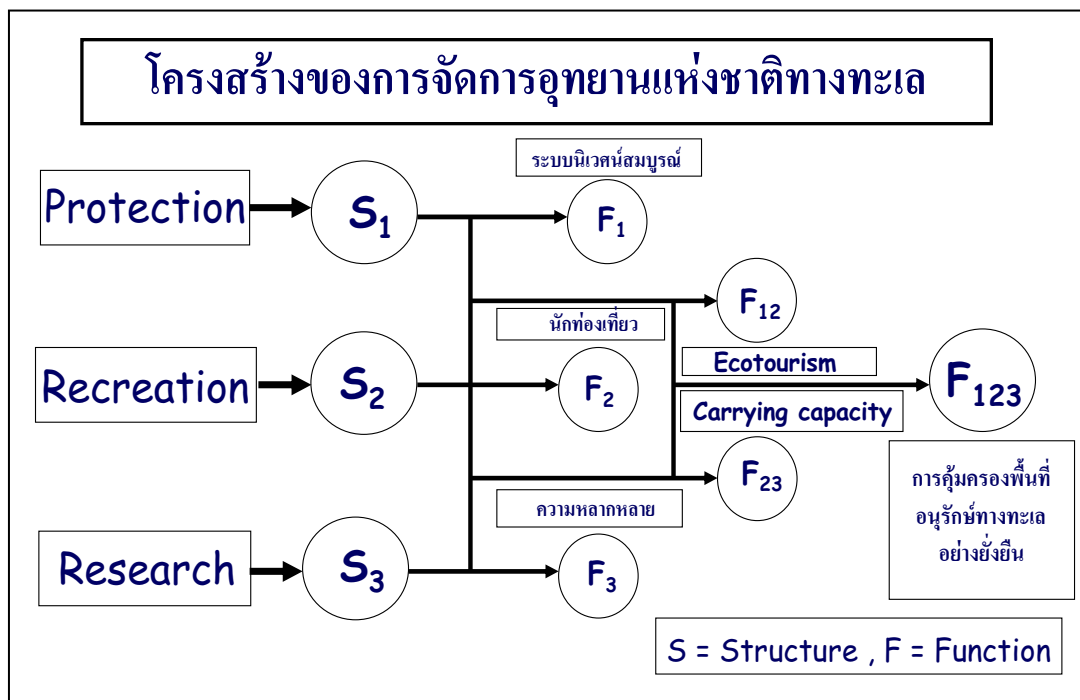 โครงสร้างของการจัดการอุทยานแห่งชาติทางทะเล
ระบบนิเวศน์สมบูรณ์
Protection
S1
F1
F12
นักท่องเที่ยว
Ecotourism
Recreation
S2
F2
F123
Carrying capacity
F23
การคุ้มครองพื้นที่
อนุรักษ์ทางทะเล
อย่างยั่งยืน
ความหลากหลาย
Research
S3
F3
S = Structure , F = Function